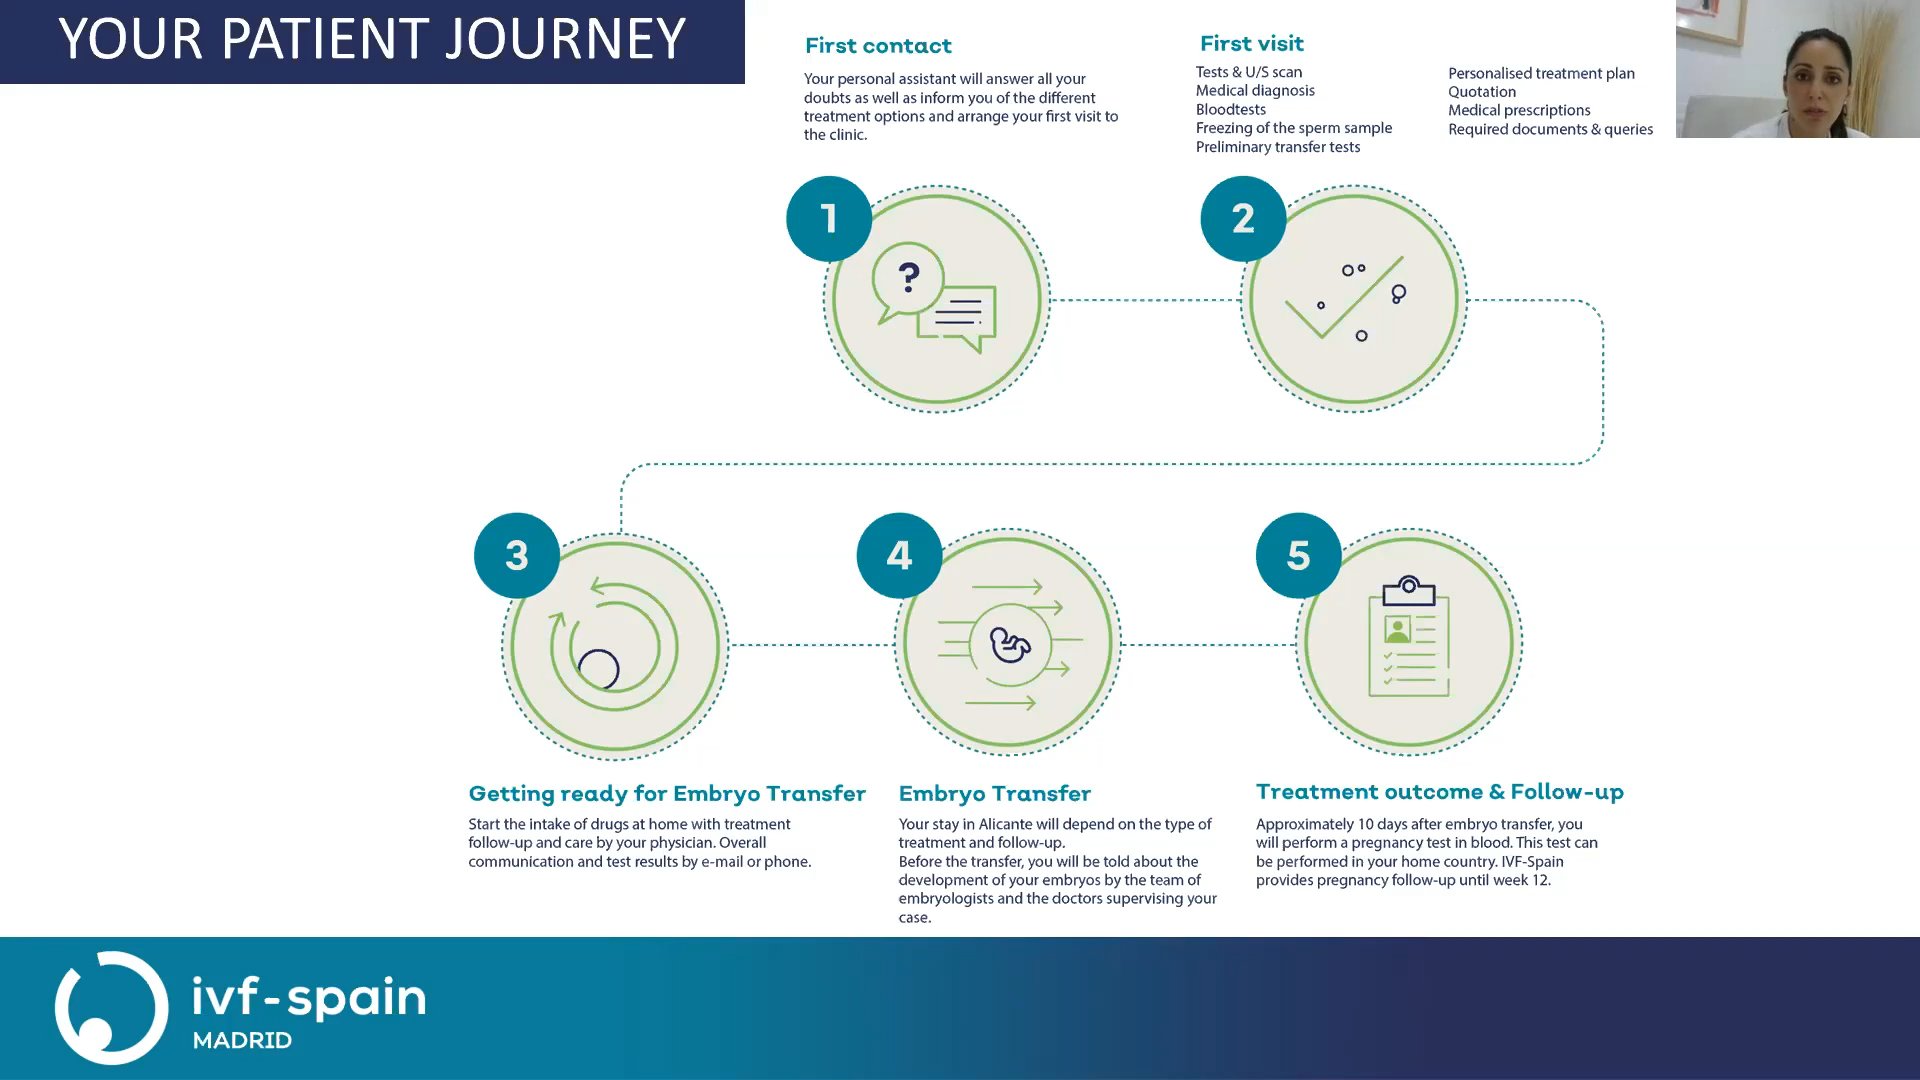 YOUR PATIENT JOURNEY
First contact
Your personal assistant will answer all your
doubts as well as inform you of the different
treatment options and arrange your first visit to
the clinic.
First visit
Tests & U/S scan
Medical diagnosis
Bloodtests
Freezing of the sperm sample
Preliminary transfer tests
Personalised treatment plan
Quotation
Medical prescriptions
Required documents & queries
1
?
2
3
4
5
Getting ready for Embryo Transfer
Start the intake of drugs at home with treatment
follow-up and care by your physician. Overall
communication and test results by e-mail or phone.
Embryo Transfer
Your stay in Alicante will depend on the type of
treatment and follow-up.
Before the transfer, you will be told about the
development of your embryos by the team of
embryologists and the doctors supervising your
case.
Treatment outcome & Follow-up
Approximately 10 days after embryo transfer, you
will perform a pregnancy test in blood. This test can
be performed in your home country. IVF-Spain
provides pregnancy follow-up until week 12.
ivf-spain
MADRID